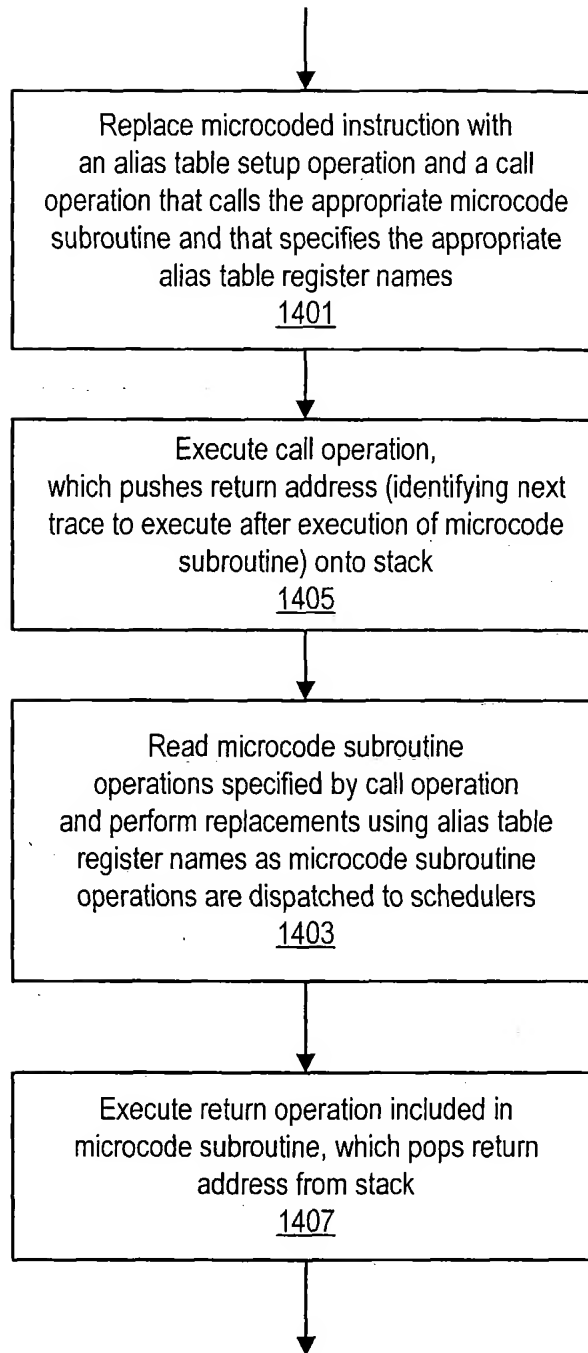 Replace microcoded instruction with
an alias table setup operation and a call
operation that calls the appropriate microcode
subroutine and that specifies the appropriate
alias table register names
1401
Execute call operation,
which pushes return address (identifying next
trace to execute after execution of microcode
subroutine) onto stack
1405
Read microcode subroutine
operations specified by call operation
and perform replacements using alias table
register names as microcode subroutine
operations are dispatched to schedulers
1403
Execute return operation included in
microcode subroutine, which pops return
address from stack
1407